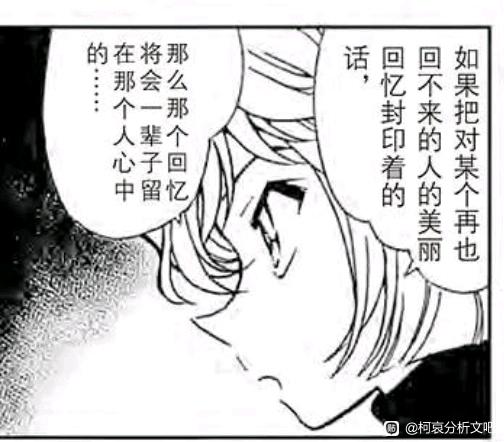 如果把对某个再也
回不来的人的美丽
回忆封印着的
话，
那么那个回忆
将会一辈子留
在那个人心中
的……
@柯哀分析文吧